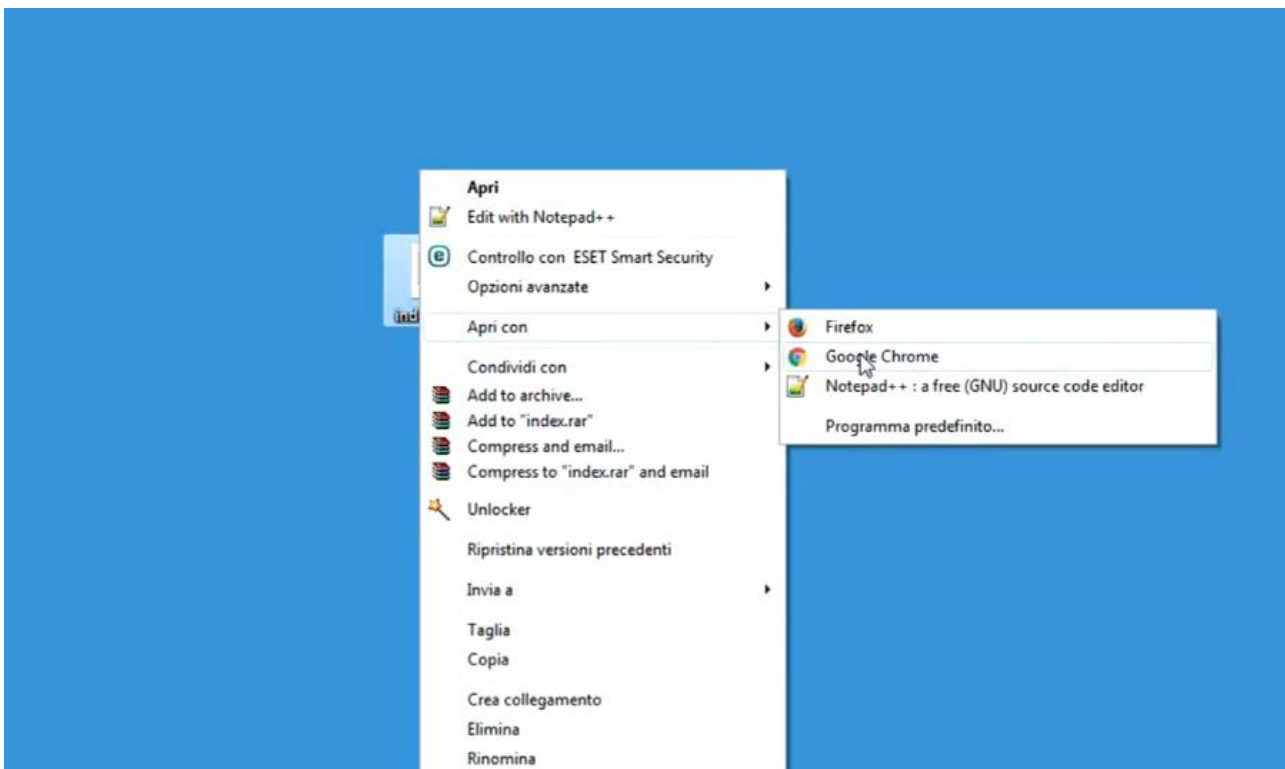 Apri
Edit with Notepad++
Controllo con ESET Smart Security
Opzioni avanzate
Apri con
Condividi con
Add to archive...
Add to "index.rar"
Compress and email...
Compress to "index.rar" and email
Unlocker
Ripristina versioni precedenti
Invia a
Taglia
Copia
Crea collegamento
Elimina
Rinomina
Firefox
Google Chrome
Notepad++ : a free (GNU) source code editor
Programma predefinito...